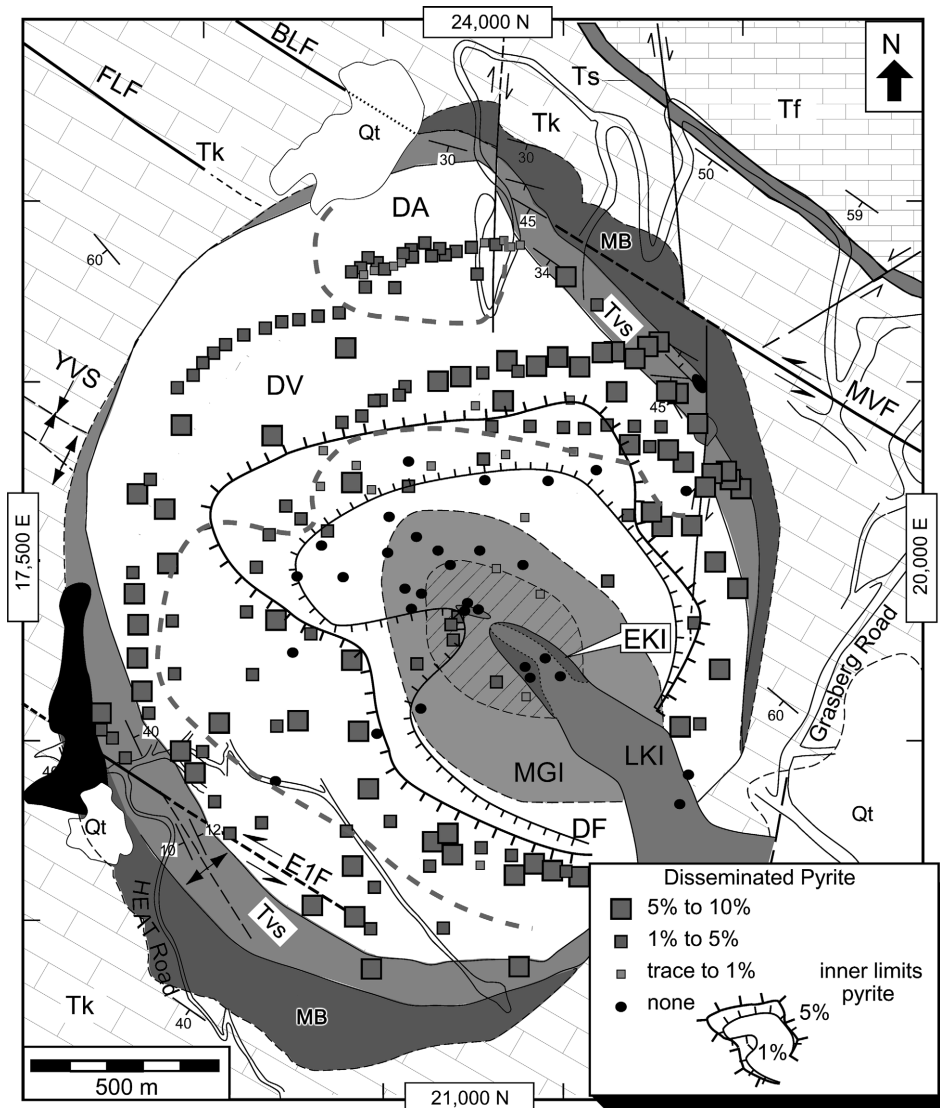 24,000 N
BLF
N
FLF
Ts
Tf
Qt
Tk
Tk
30
30
50
DA
45
59
60
MB
34
Tvs
YVS
DV
MVF
45
17,500 E
20,000 E
EKI
Grasberg Road
60
40
LKI
MGI
Qt
Qt
12
10
DF
E1F
HEAT Road
Tvs
Disseminated Pyrite
5% to 10%
1% to 5%
trace to 1%
none
inner limits
pyrite
5%
1%
Tk
40
MB
500 m
21,000 N